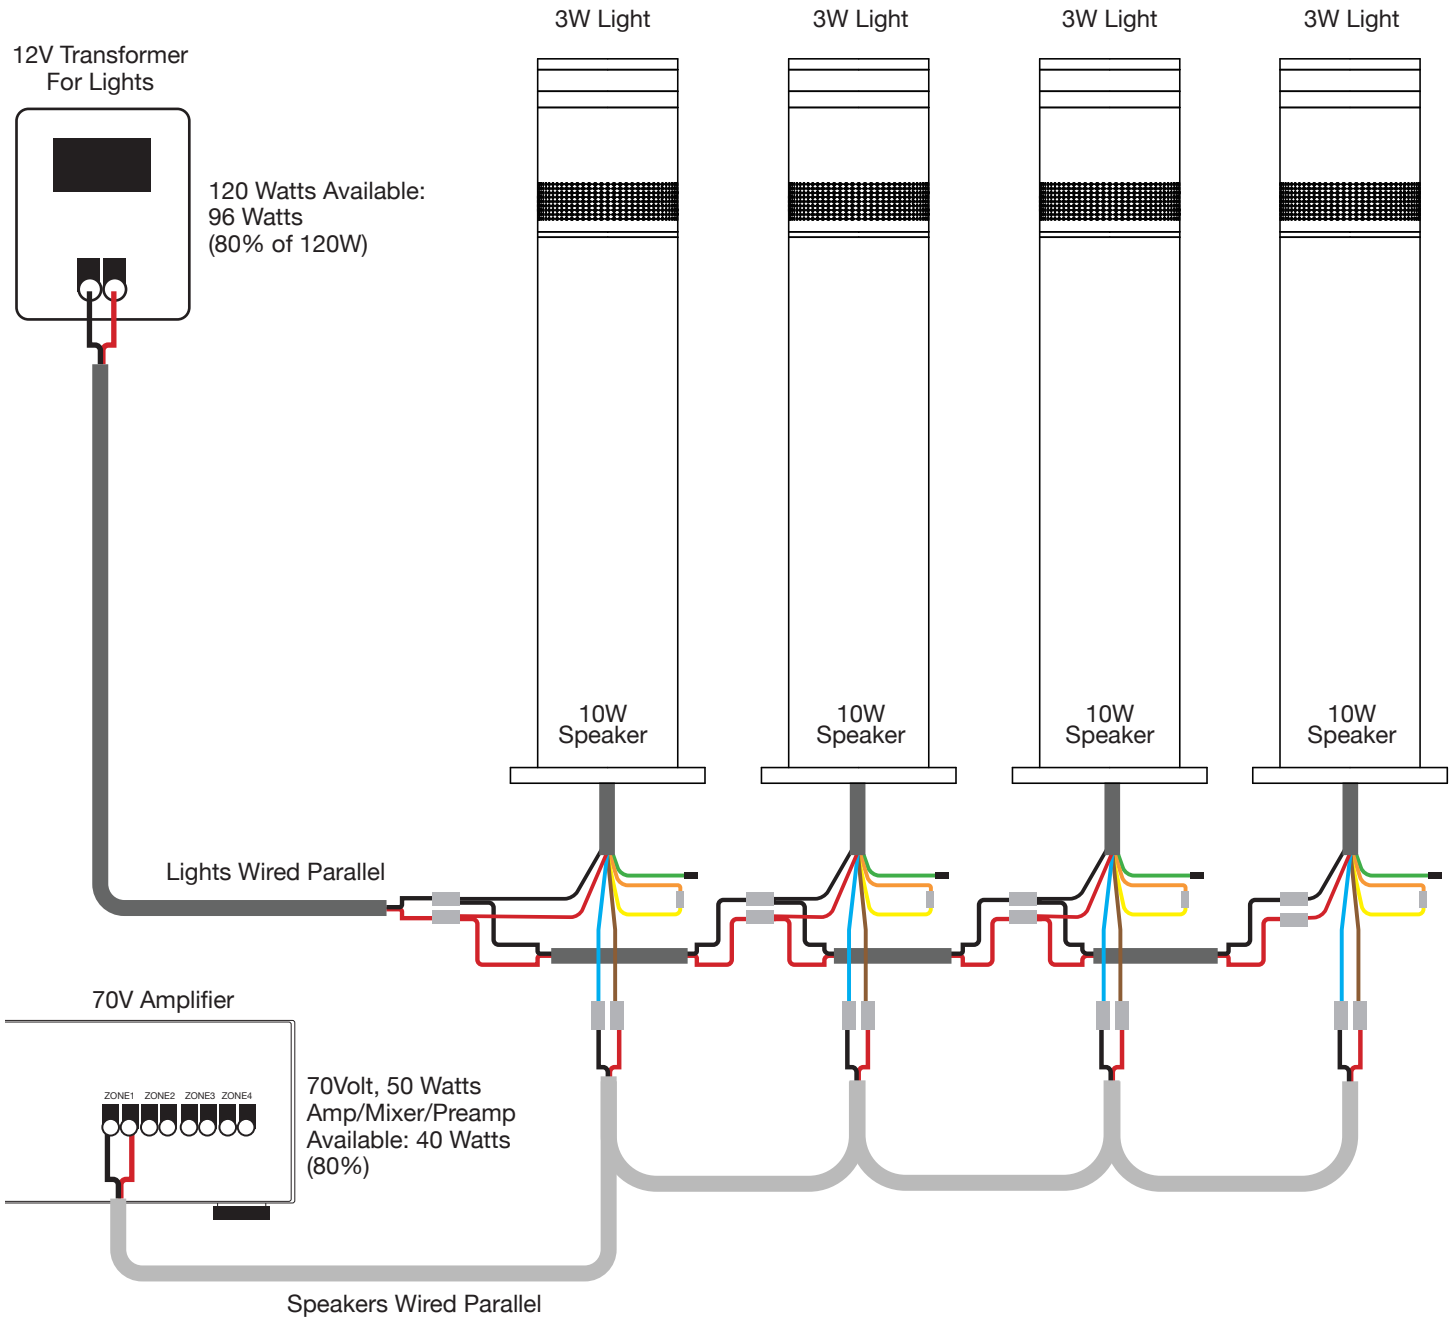 3W Light
3W Light
3W Light
3W Light
12V Transformer
For Lights
120 Watts Available:
96 Watts
(80% of 120W)
10W
Speaker
10W
Speaker
10W
Speaker
10W
Speaker
Lights Wired Parallel
70V Amplifier
ZONE1 ZONE2 ZONE3 ZONE4
70Volt, 50 Watts
Amp/Mixer/Preamp
Available: 40 Watts
(80%)
Speakers Wired Parallel